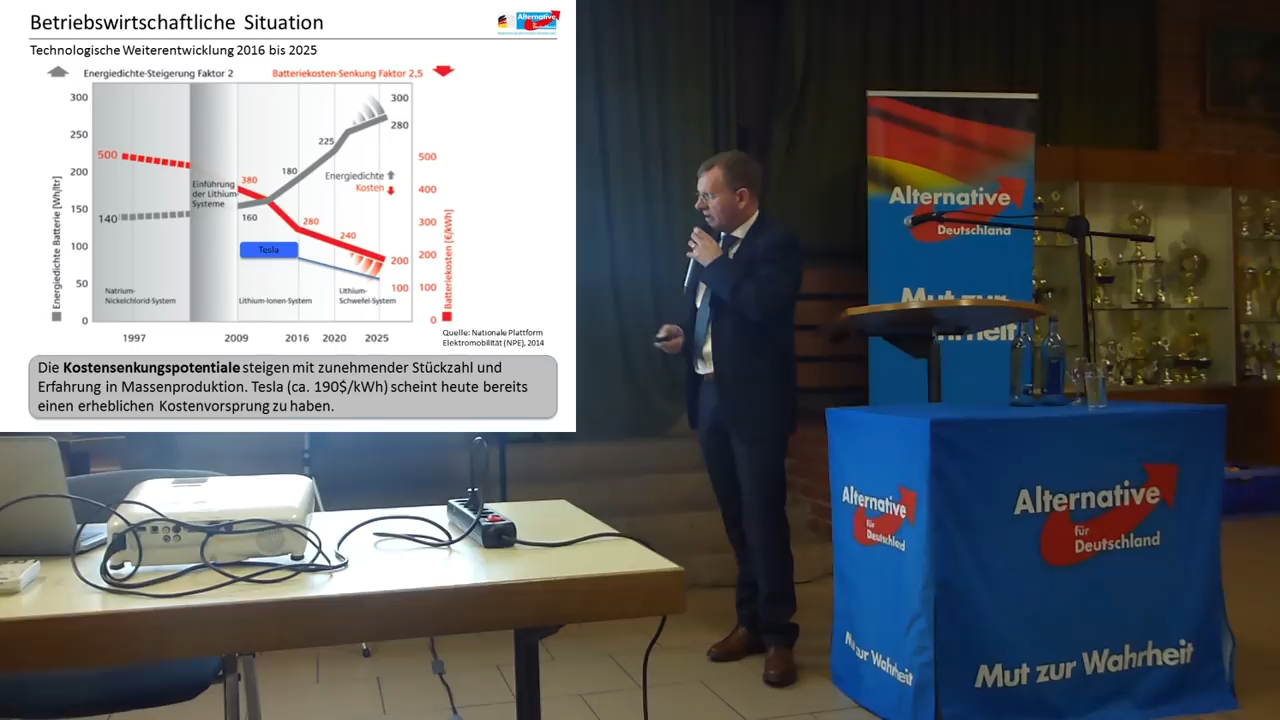 Betriebswirtschaftliche Situation
Alternative
für Deutschland
Technologische Weiterentwicklung 2016 bis 2025
Energiedichte-Steigerung Faktor 2
Batteriekosten-Senkung Faktor 2,5
300
250
200
150
100
50
0
Energiedichte Batterie [Wh/ltr]
500
140
Einführung
der Lithium-
Systeme
380
160
180
225
280
240
300
280
200
100
Energiedichte
Kosten
Tesla
Natrium-
Nickelchlorid-System
Lithium-Ionen-System
Lithium-
Schwefel-System
500
400
300
200
100
0
Batteriekosten [€/kWh]
1997
2009
2016
2020
2025
Quelle: Nationale Plattform
Elektromobilität (NPE), 2014
Die Kostensenkungspotentiale steigen mit zunehmender Stückzahl und
Erfahrung in Massenproduktion. Tesla (ca. 190$/kWh) scheint heute bereits
einen erheblichen Kostenvorsprung zu haben.
Alternative
Deutschland
Mut zur
Wahrheit
Alternative
für
Deutschland
Mut zur Wahrheit
Alternative
für
Deutschland
Mut zur Wahrheit